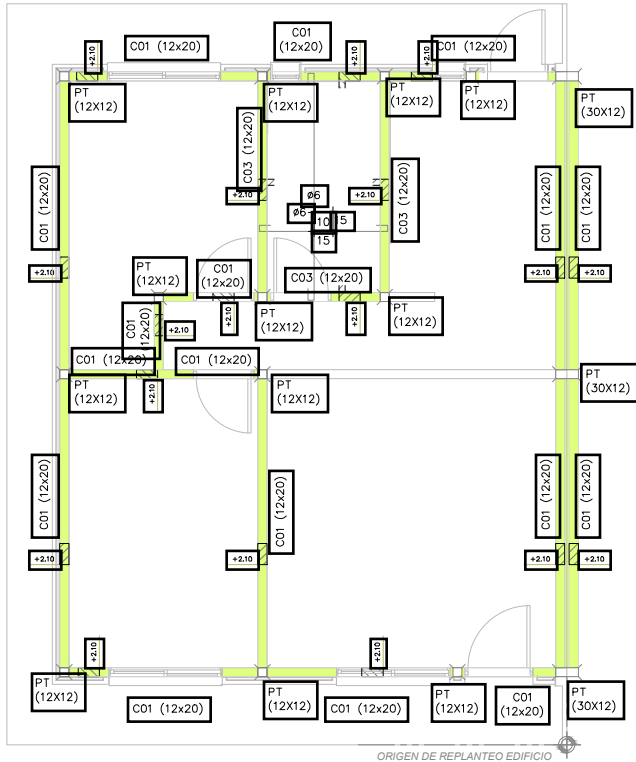 C01 (12x20)
C01
(12x20)
C01 (12x20)
+2.10
+2.10
+2.10
PT
(12X12)
PT
(12X12)
PT
(12X12)
PT
(12X12)
PT
(30X12)
C01 (12x20)
C03 (12x20)
C03 (12x20)
C01 (12x20)
C01 (12x20)
+2.10
+2.10
Ø6
Ø6
10
15
15
+2.10
+2.10
+2.10
PT
(12X12)
C01
(12x20)
C03 (12x20)
C01
(12x20)
+2.10
+2.10
PT
(12X12)
+2.10
PT
(12X12)
C01 (12x20)
C01 (12x20)
PT
(12X12)
+2.10
PT
(12X12)
PT
(30X12)
C01 (12x20)
C01 (12x20)
C01 (12x20)
C01 (12x20)
+2.10
+2.10
+2.10
+2.10
+2.10
+2.10
PT
(12X12)
C01 (12x20)
PT
(12X12)
C01 (12x20)
PT
(12X12)
C01
(12x20)
PT
(30X12)
ORIGEN DE REPLANTEO EDIFICIO